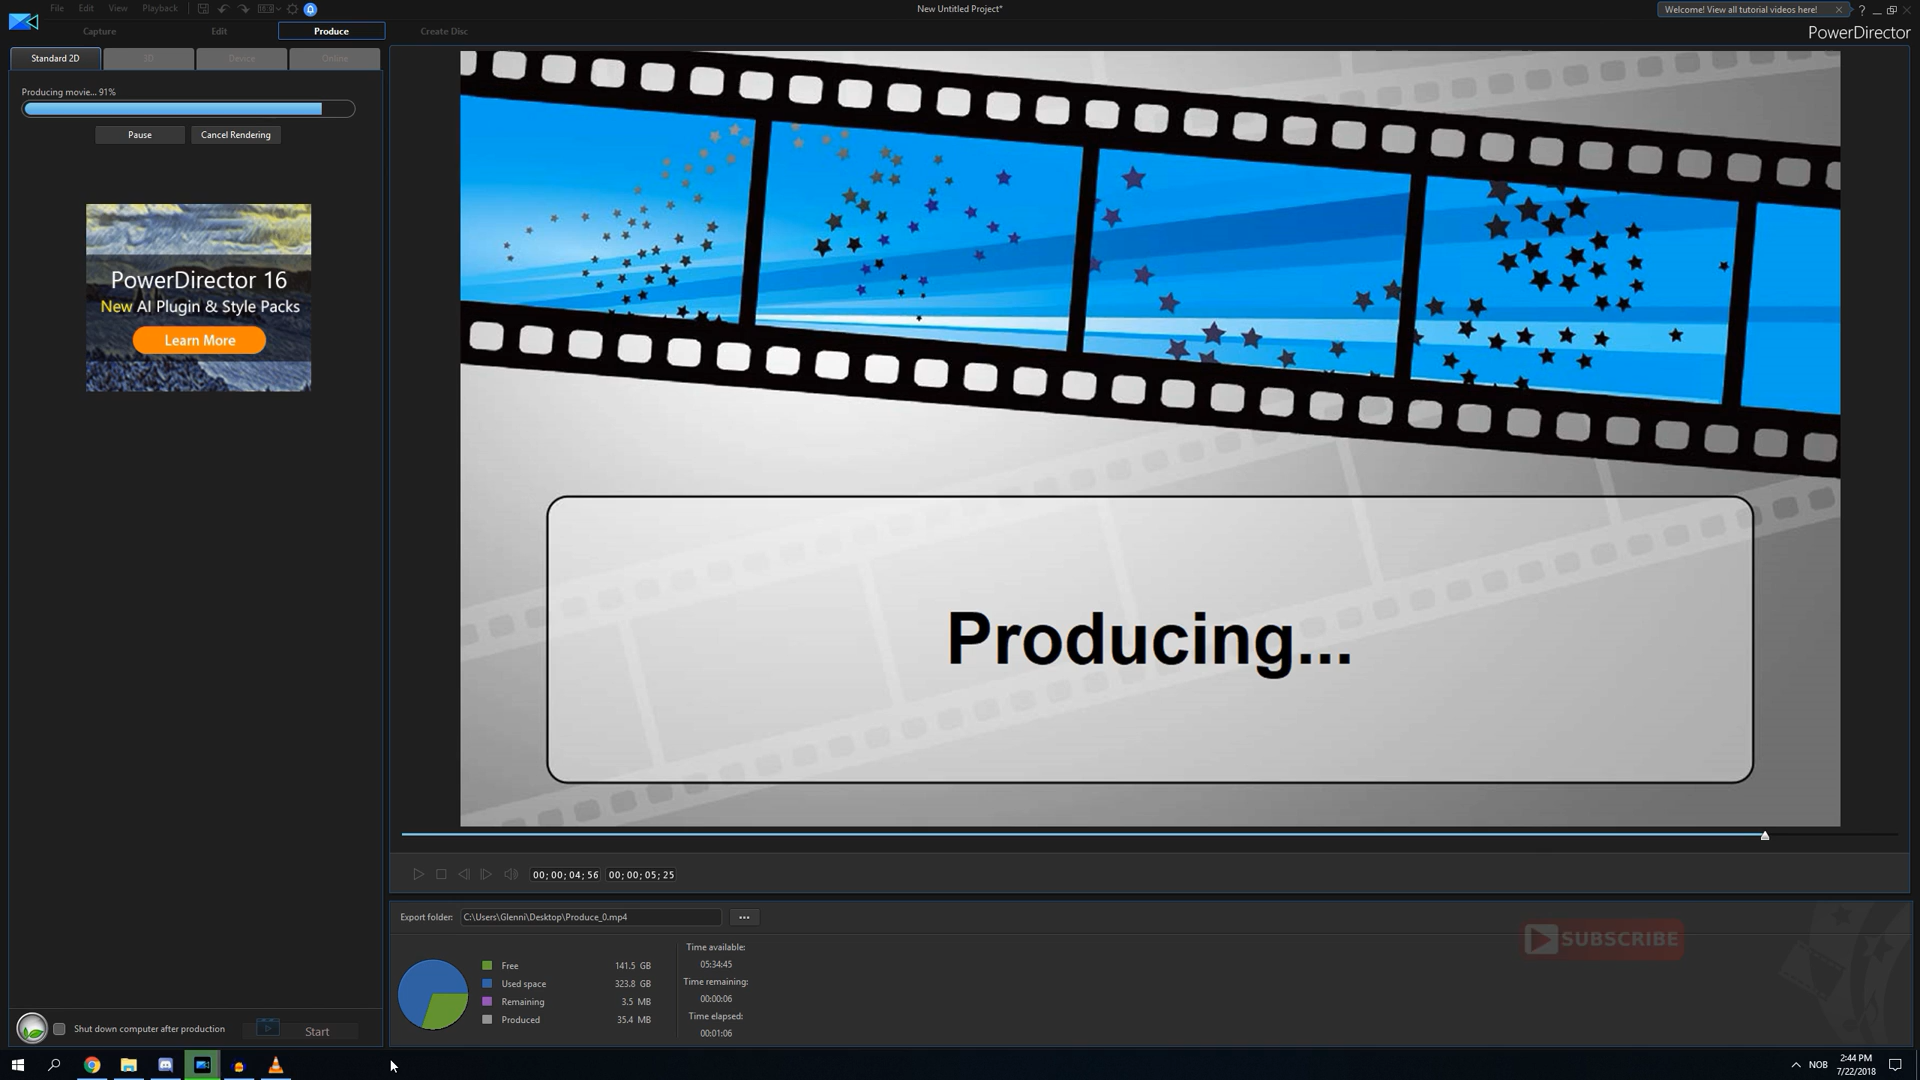 File Edit View Playback
New Untitled Project*
Welcome! View all tutorial videos here!
?
Capture Edit Produce Create Disc
PowerDirector
Standard 2D 3D Device Online
Producing movie... 91%
Pause Cancel Rendering
PowerDirector 16
New AI Plugin & Style Packs
Learn More
Producing...
00; 00; 04; 56 00; 00; 05; 25
Export folder: C:\Users\Glenni\Desktop\Produce_0.mp4 ...
Free 141.5 GB
Used space 323.8 GB
Remaining 3.5 MB
Produced 35.4 MB
Time available:
05:34:45
Time remaining:
00:00:06
Time elapsed:
00:01:06
SUBSCRIBE
Shut down computer after production Start
NOB
2:44 PM
7/22/2018